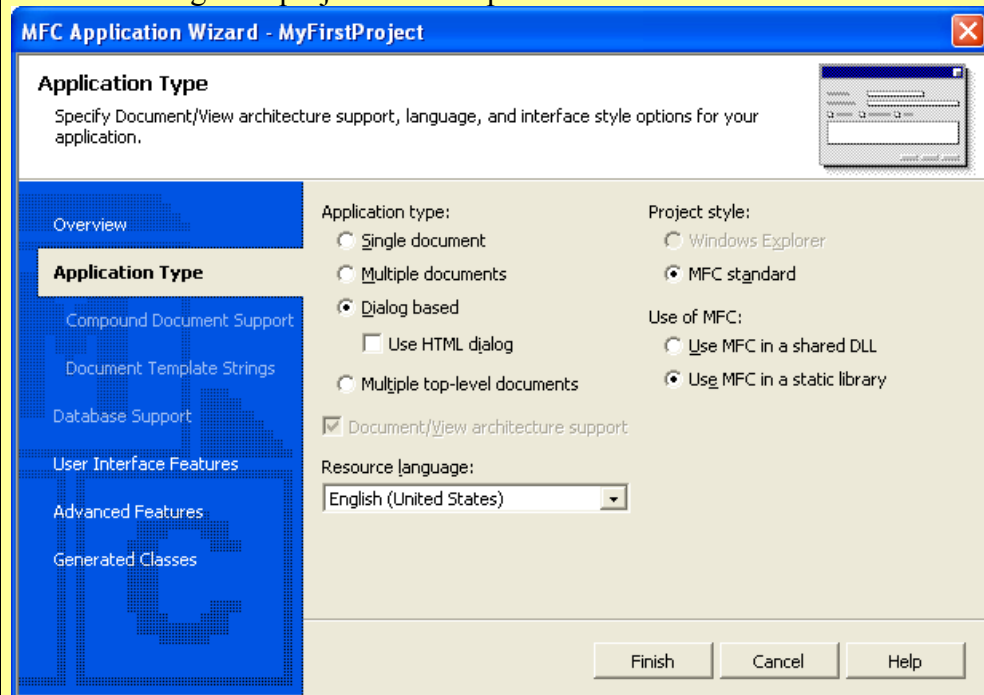 MFC Application Wizard - MyFirstProject
Application Type
Specify Document/View architecture support, language, and interface style options for your
application.
Overview
Application Type
Compound Document Support
Document Template Strings
Database Support
User Interface Features
Advanced Features
Generated Classes
Application type:
Single document
Multiple documents
Dialog based
Use HTML dialog
Multiple top-level documents
Document/View architecture support
Resource language:
English (United States)
Project style:
Windows Explorer
MFC standard
Use of MFC:
Use MFC in a shared DLL
Use MFC in a static library
Finish Cancel Help